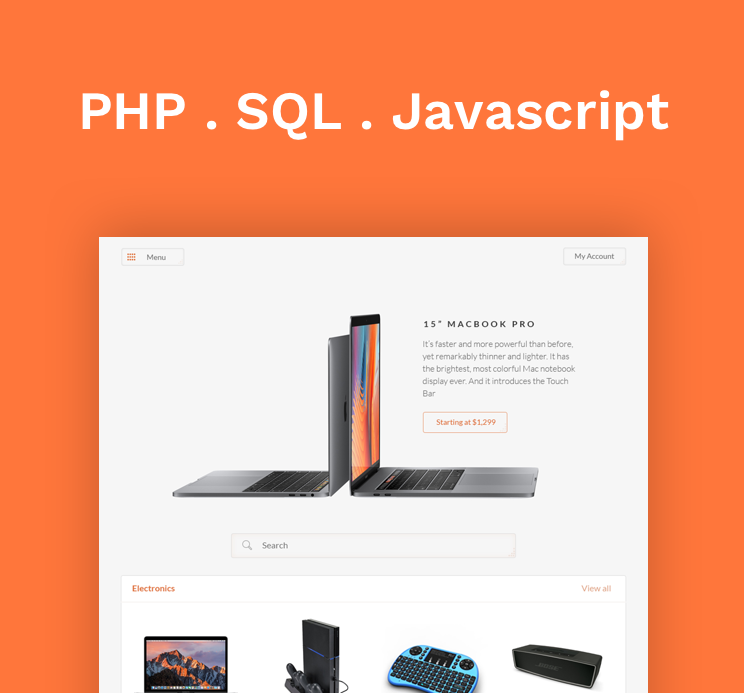 PHP . SQL . Javascript
Menu
My Account
15" MACBOOK PRO
It's faster and more powerful than before,
yet remarkably thinner and lighter. It has
the brightest, most colorful Mac notebook
display ever. And it introduces the Touch
Bar
Starting at $1,299
Search
Electronics
View all